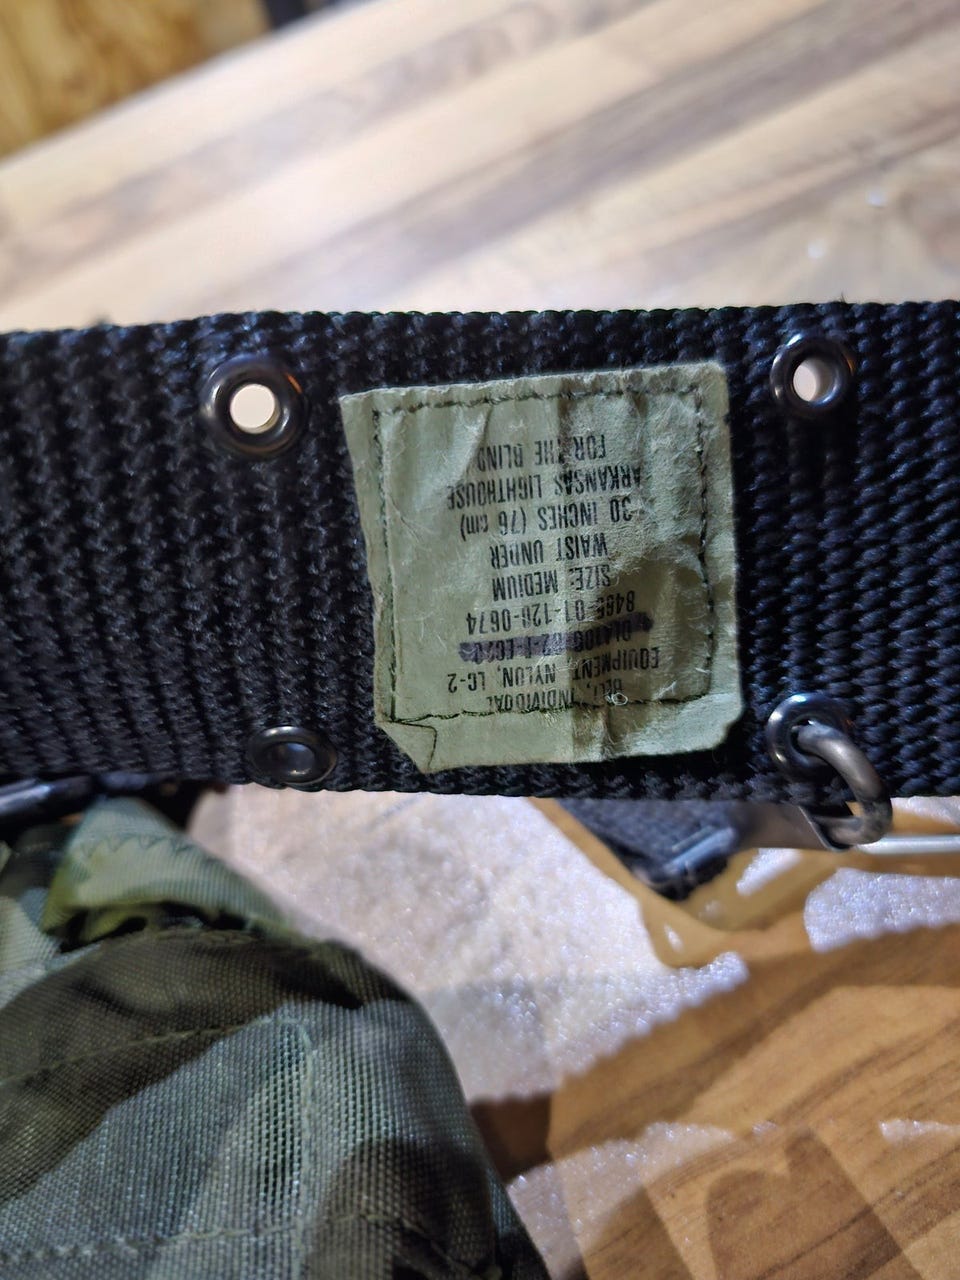 BELT, INDIVIDUAL
EQUIPMENT, NYLON, LC-2
8465-01-126-0674
SIZE: MEDIUM
WAIST UNDER
30 INCHES (76 cm)
ARKANSAS LIGHTHOUSE
FOR THE BLIND